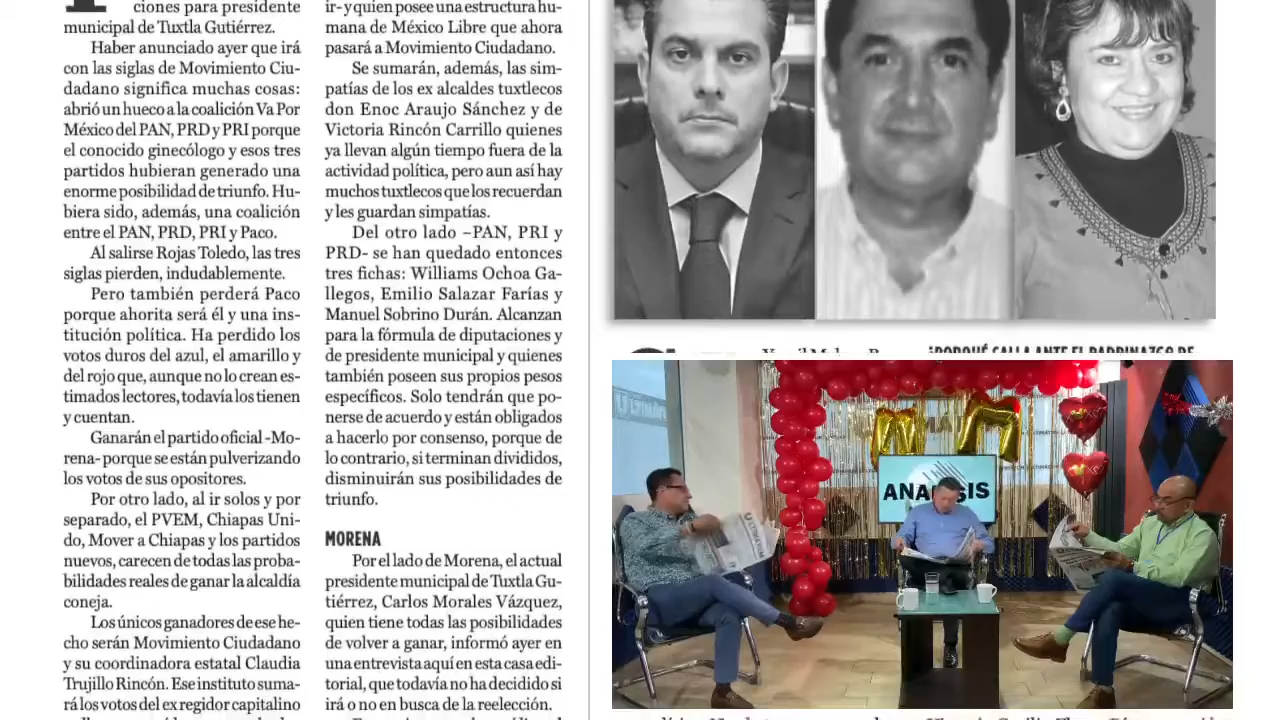 ciones para presidente
municipal de Tuxtla Gutiérrez.
Haber anunciado ayer que irá
con las siglas de Movimiento Ciu-
dadano significa muchas cosas:
abrió un hueco a la coalición Va Por
México del PAN, PRD y PRI porque
el conocido ginecólogo y esos tres
partidos hubieran generado una
enorme posibilidad de triunfo. Hu-
biera sido, además, una coalición
entre el PAN, PRD, PRI y Paco.
Al salirse Rojas Toledo, las tres
siglas pierden, indudablemente.
Pero también perderá Paco
porque ahorita será él y una ins-
titución política. Ha perdido los
votos duros del azul, el amarillo y
del rojo que, aunque no lo crean es-
timados lectores, todavía los tienen
y cuentan.
Ganarán el partido oficial -Mo-
rena- porque se están pulverizando
los votos de sus opositores.
Por otro lado, al ir solos y por
separado, el PVEM, Chiapas Uni-
do, Mover a Chiapas y los partidos
nuevos, carecen de todas las proba-
bilidades reales de ganar la alcaldía
coneja.
Los únicos ganadores de ese he-
cho serán Movimiento Ciudadano
y su coordinadora estatal Claudia
Trujillo Rincón. Ese instituto suma-
rá los votos del ex regidor capitalino
ir- y quien posee una estructura hu-
mana de México Libre que ahora
pasará a Movimiento Ciudadano.
Se sumarán, además, las sim-
patías de los ex alcaldes tuxtlecos
don Enoc Araujo Sánchez y de
Victoria Rincón Carrillo quienes
ya llevan algún tiempo fuera de la
actividad política, pero aun así hay
muchos tuxtlecos que los recuerdan
y les guardan simpatías.
Del otro lado –PAN, PRI y
PRD- se han quedado entonces
tres fichas: Williams Ochoa Ga-
llegos, Emilio Salazar Farías y
Manuel Sobrino Durán. Alcanzan
para la fórmula de diputaciones y
de presidente municipal y quienes
también poseen sus propios pesos
específicos. Solo tendrán que po-
nerse de acuerdo y están obligados
a hacerlo por consenso, porque de
lo contrario, si terminan divididos,
disminuirán sus posibilidades de
triunfo.
MORENA
Por el lado de Morena, el actual
presidente municipal de Tuxtla Gu-
tiérrez, Carlos Morales Vázquez,
quien tiene todas las posibilidades
de volver a ganar, informó ayer en
una entrevista aquí en esta casa edi-
torial, que todavía no ha decidido si
irá o no en busca de la reelección.
¿PORQUÉ CALLA ANTE EL PADRINAZGO DE